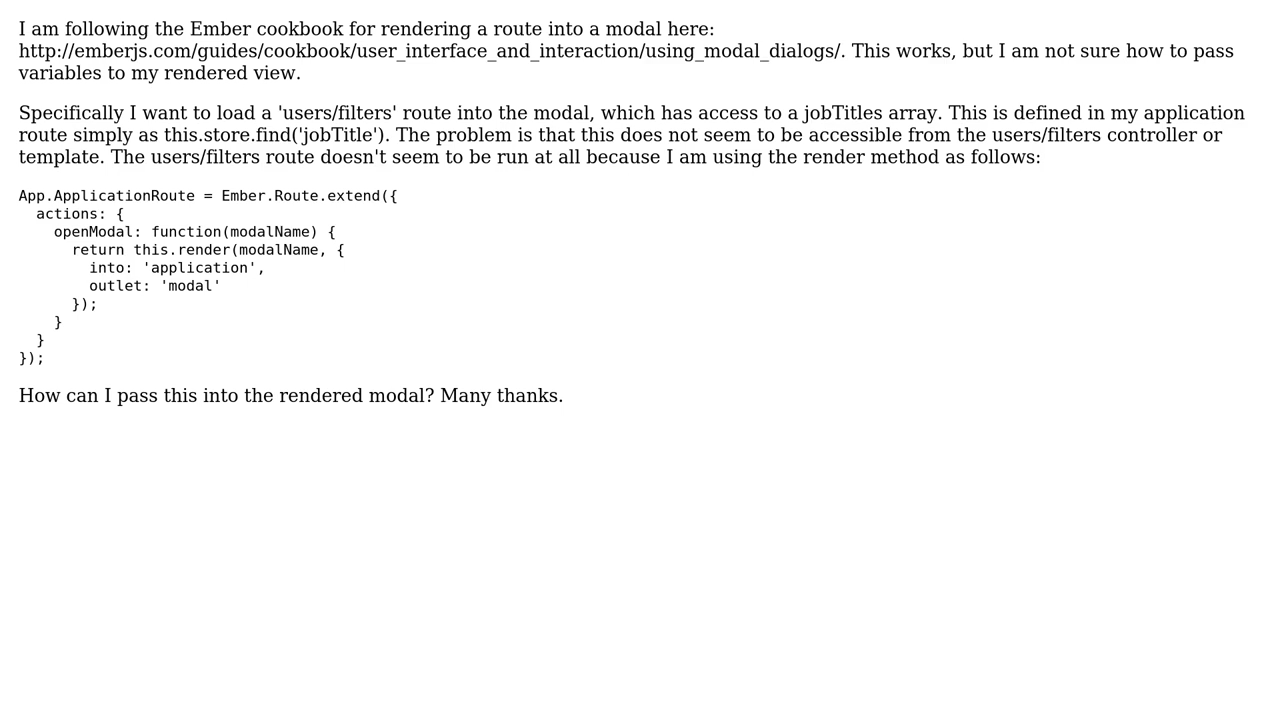 I am following the Ember cookbook for rendering a route into a modal here:
http://emberjs.com/guides/cookbook/user_interface_and_interaction/using_modal_dialogs/. This works, but I am not sure how to pass
variables to my rendered view.
Specifically I want to load a 'users/filters' route into the modal, which has access to a jobTitles array. This is defined in my application
route simply as this.store.find('jobTitle'). The problem is that this does not seem to be accessible from the users/filters controller or
template. The users/filters route doesn't seem to be run at all because I am using the render method as follows:
App.ApplicationRoute = Ember.Route.extend({
  actions: {
    openModal: function(modalName) {
      return this.render(modalName, {
        into: 'application',
        outlet: 'modal'
      });
    }
  }
});
How can I pass this into the rendered modal? Many thanks.